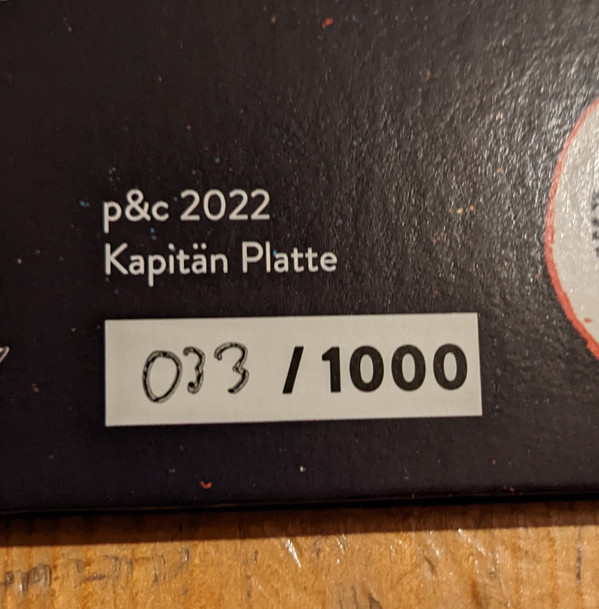 p&c 2022
Kapitän Platte
033 / 1000